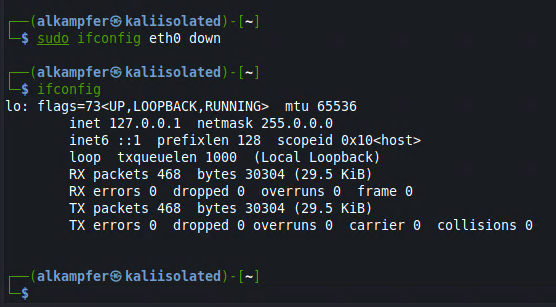 ┌──(alkampfer㉿kaliisolated)-[~]
└─$ sudo ifconfig eth0 down
┌──(alkampfer㉿kaliisolated)-[~]
└─$ ifconfig
lo: flags=73<UP,LOOPBACK,RUNNING>  mtu 65536
        inet 127.0.0.1  netmask 255.0.0.0
        inet6 ::1  prefixlen 128  scopeid 0x10<host>
        loop  txqueuelen 1000  (Local Loopback)
        RX packets 468  bytes 30304 (29.5 KiB)
        RX errors 0  dropped 0  overruns 0  frame 0
        TX packets 468  bytes 30304 (29.5 KiB)
        TX errors 0  dropped 0 overruns 0  carrier 0  collisions 0
┌──(alkampfer㉿kaliisolated)-[~]
└─$